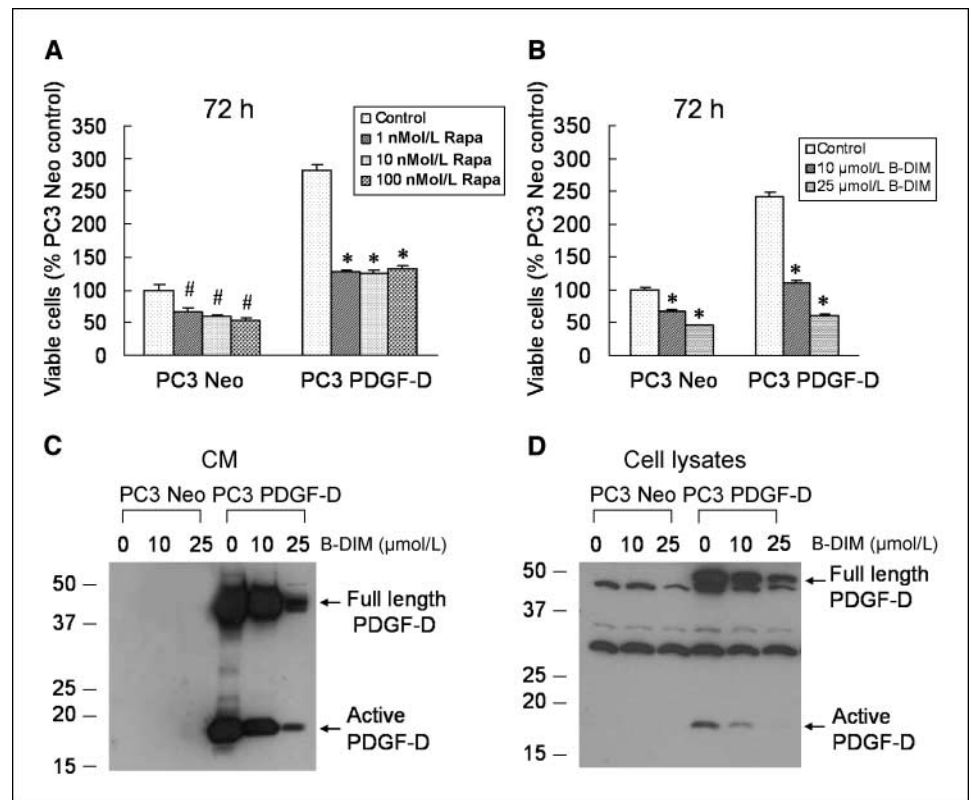 A
72 h
Viable cells (% PC3 Neo control)
350
300
250
200
150
100
50
0
Control
1 nMol/L Rapa
10 nMol/L Rapa
100 nMol/L Rapa
# # #
* * *
PC3 Neo PC3 PDGF-D
B
72 h
Viable cells (% PC3 Neo control)
350
300
250
200
150
100
50
0
Control
10 µmol/L B-DIM
25 µmol/L B-DIM
* *
* *
PC3 Neo PC3 PDGF-D
C
CM
PC3 Neo PC3 PDGF-D
0 10 25 0 10 25 B-DIM (µmol/L)
50
37
25
20
15
Full length
PDGF-D
Active
PDGF-D
D
Cell lysates
PC3 Neo PC3 PDGF-D
0 10 25 0 10 25 B-DIM (µmol/L)
50
37
25
20
15
Full length
PDGF-D
Active
PDGF-D